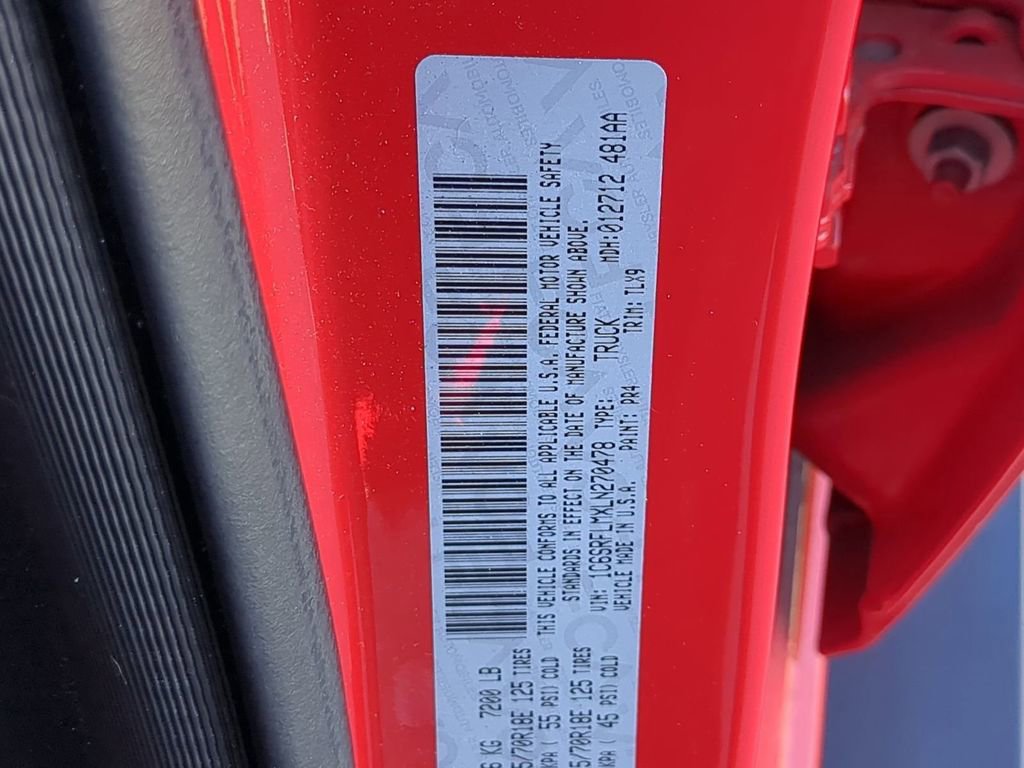 6 KG 7200 LB
5/70R18E 125 TIRES
KPA ( 55 PSI) COLD
5/70R18E 125 TIRES
KPA ( 45 PSI) COLD
THIS VEHICLE CONFORMS TO ALL APPLICABLE U.S.A. FEDERAL MOTOR VEHICLE SAFETY
STANDARDS IN EFFECT ON THE DATE OF MANUFACTURE SHOWN ABOVE.
VIN: 1C6SRFLMXLN270478 TYPE: TRUCK MDH:012712 481AA
VEHICLE MADE IN U.S.A. PAINT: PR4 TRIM: TLX9